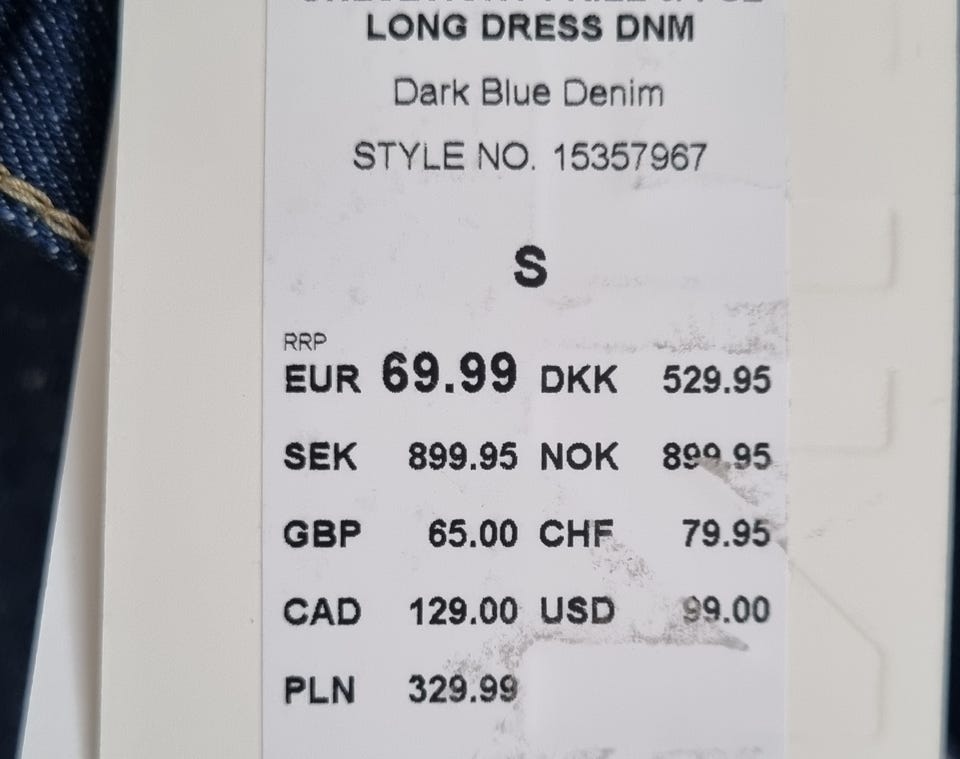 LONG DRESS DNM
Dark Blue Denim
STYLE NO. 15357967
S
RRP
EUR 69.99 DKK 529.95
SEK 899.95 NOK 899.95
GBP 65.00 CHF 79.95
CAD 129.00 USD 99.00
PLN 329.99